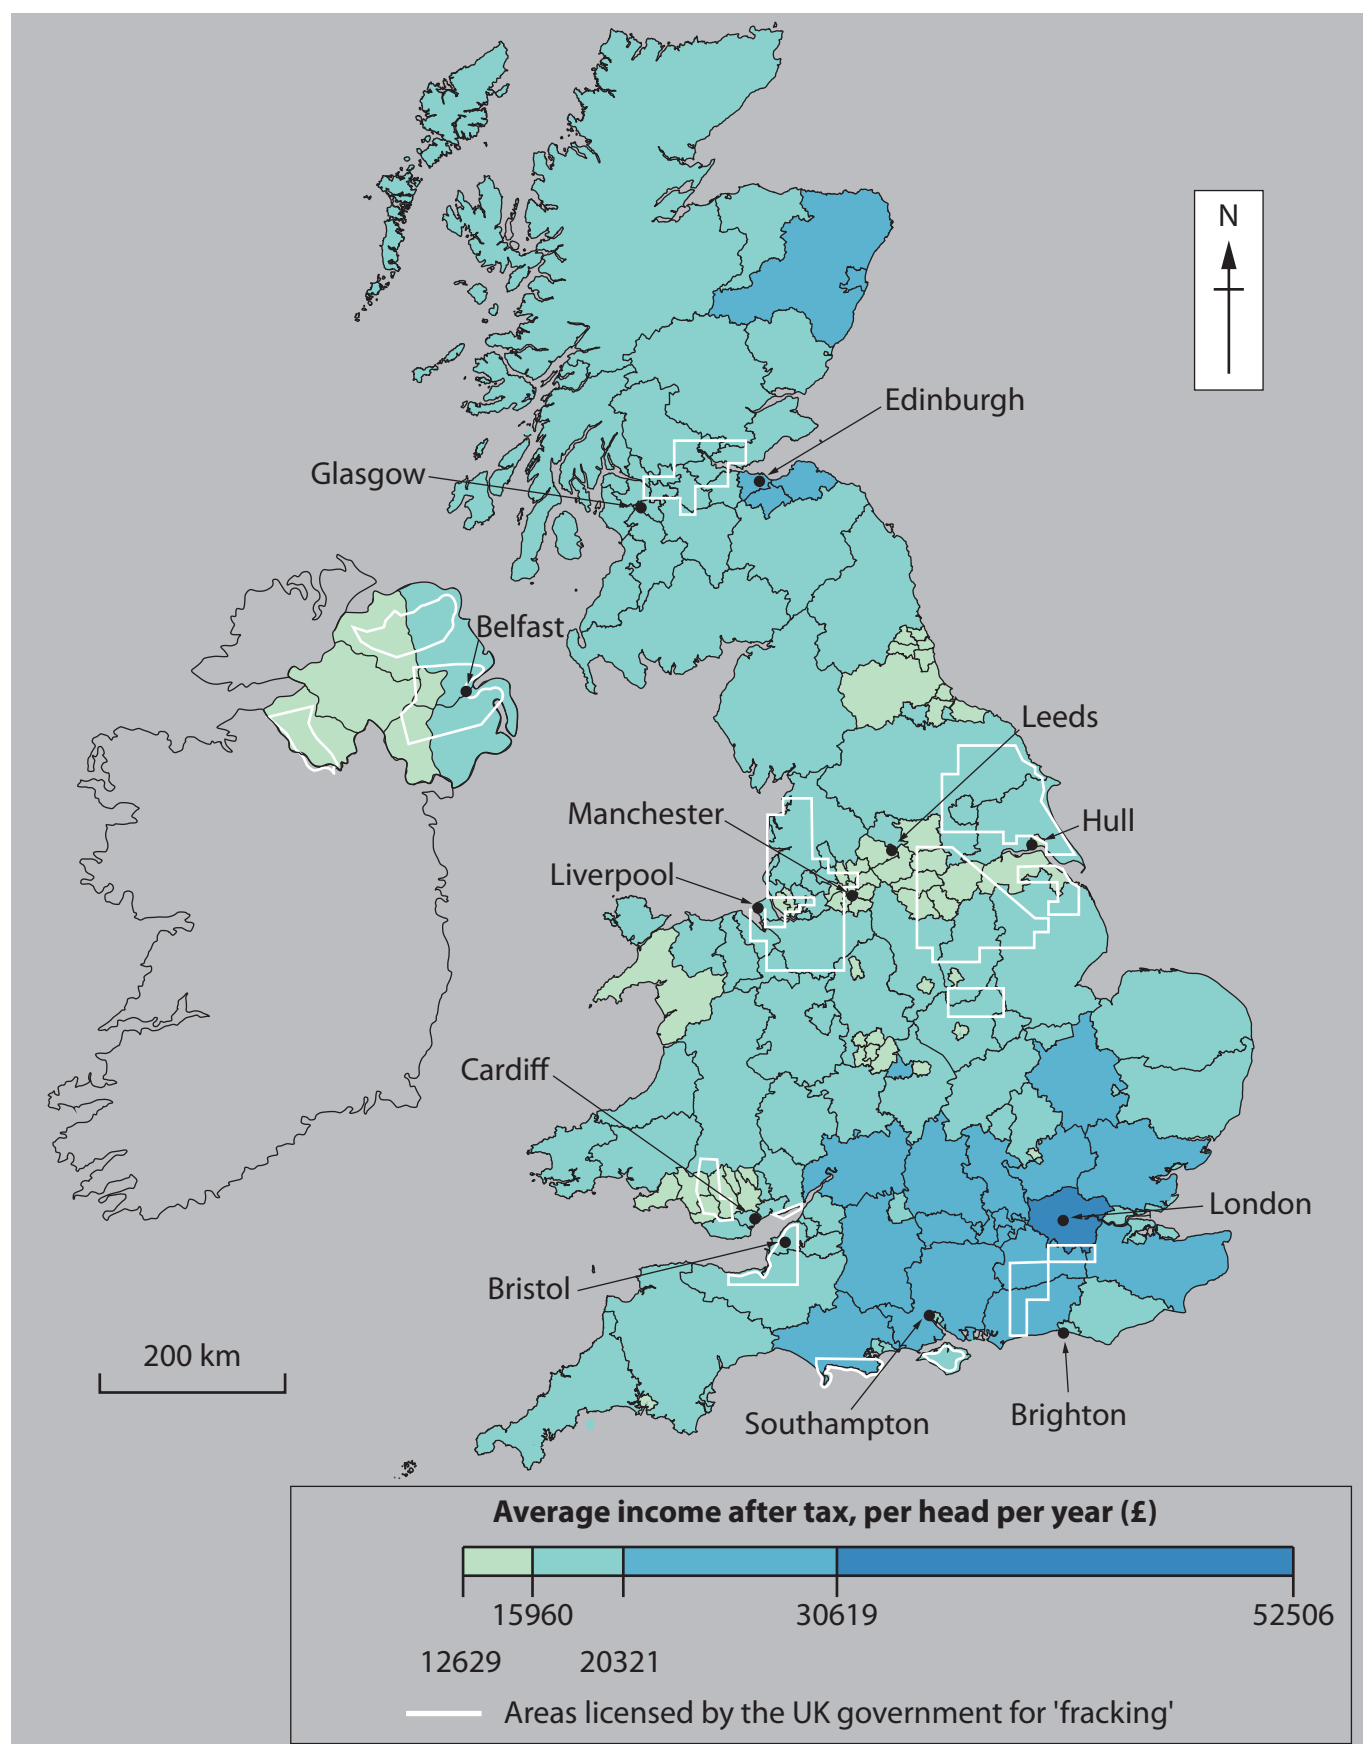 N
Edinburgh
Glasgow
Belfast
Leeds
Manchester
Hull
Liverpool
Cardiff
London
Bristol
200 km
Southampton
Brighton
Average income after tax, per head per year (£)
15960 30619 52506
12629 20321
Areas licensed by the UK government for 'fracking'